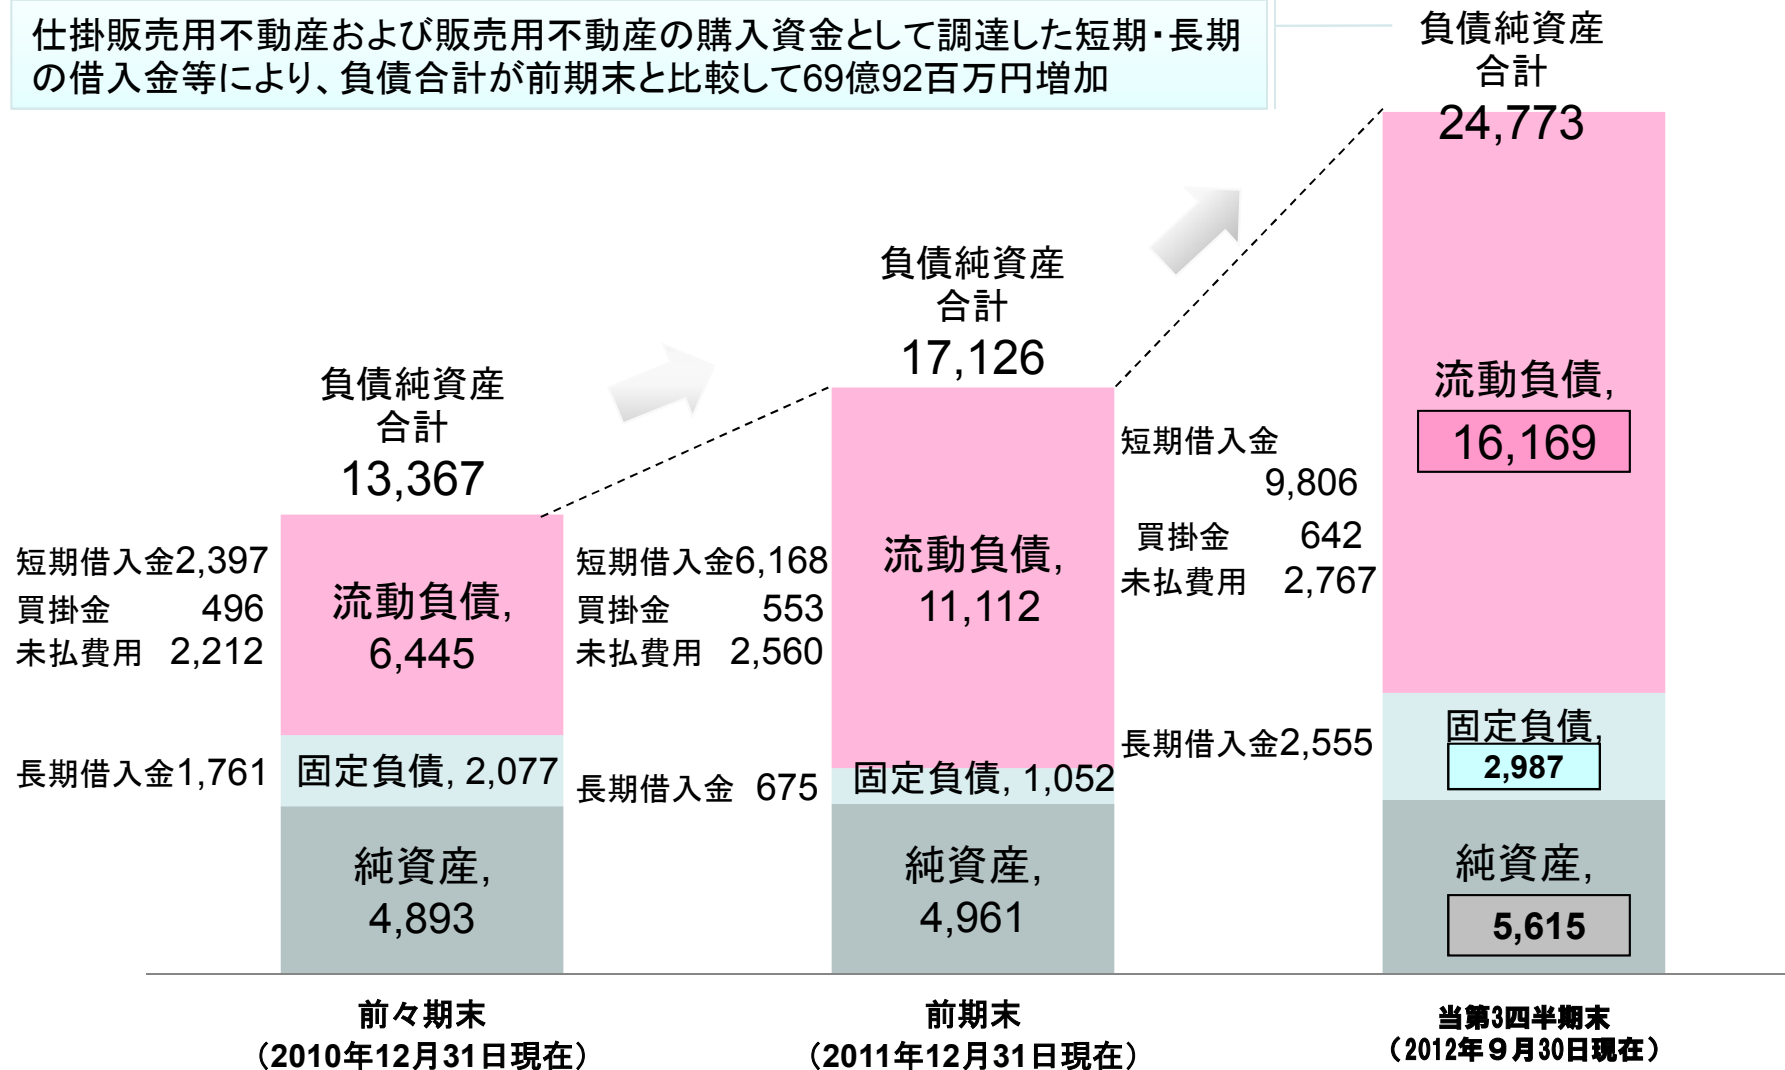 仕掛販売用不動産および販売用不動産の購入資金として調達した短期・長期
の借入金等により、負債合計が前期末と比較して69億92百万円増加
負債純資産
合計
13,367
短期借入金2,397
買掛金 496
未払費用 2,212
長期借入金1,761
流動負債,
6,445
固定負債, 2,077
純資産,
4,893
前々期末
（2010年12月31日現在）
負債純資産
合計
17,126
短期借入金6,168
買掛金 553
未払費用 2,560
長期借入金 675
流動負債,
11,112
固定負債, 1,052
純資産,
4,961
前期末
（2011年12月31日現在）
負債純資産
合計
24,773
短期借入金
9,806
買掛金 642
未払費用 2,767
長期借入金2,555
流動負債,
16,169
固定負債,
2,987
純資産,
5,615
当第3四半期末
（2012年９月30日現在）